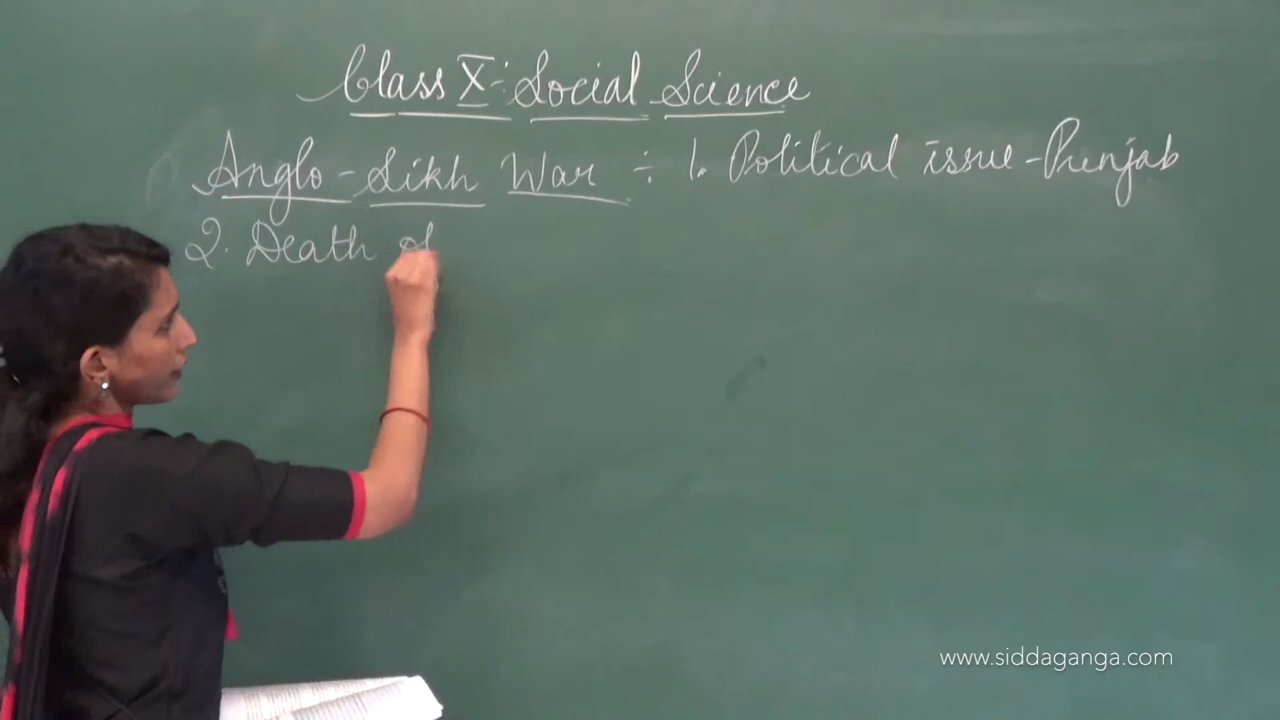 Class X:- Social Science
Anglo-Sikh War ÷ 1. Political issue-Punjab
2. Death of
www.siddaganga.com